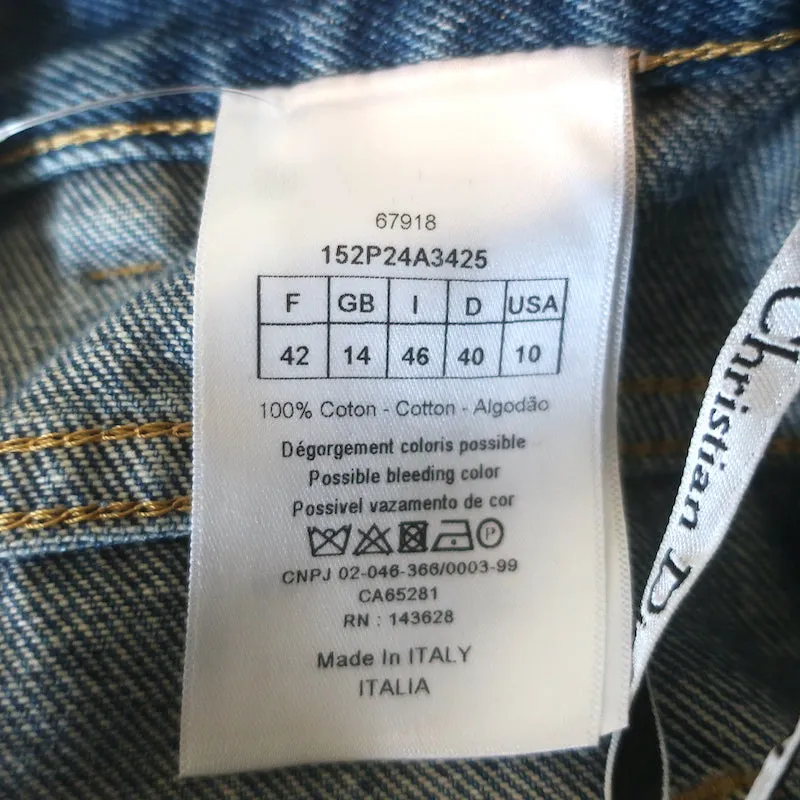 67918
152P24A3425
F GB I D USA
42 14 46 40 10
100% Coton - Cotton - Algodão
Dégorgement coloris possible
Possible bleeding color
Possivel vazamento de cor
P
CNPJ 02-046-366/0003-99
CA65281
RN : 143628
Made In ITALY
ITALIA
Christian